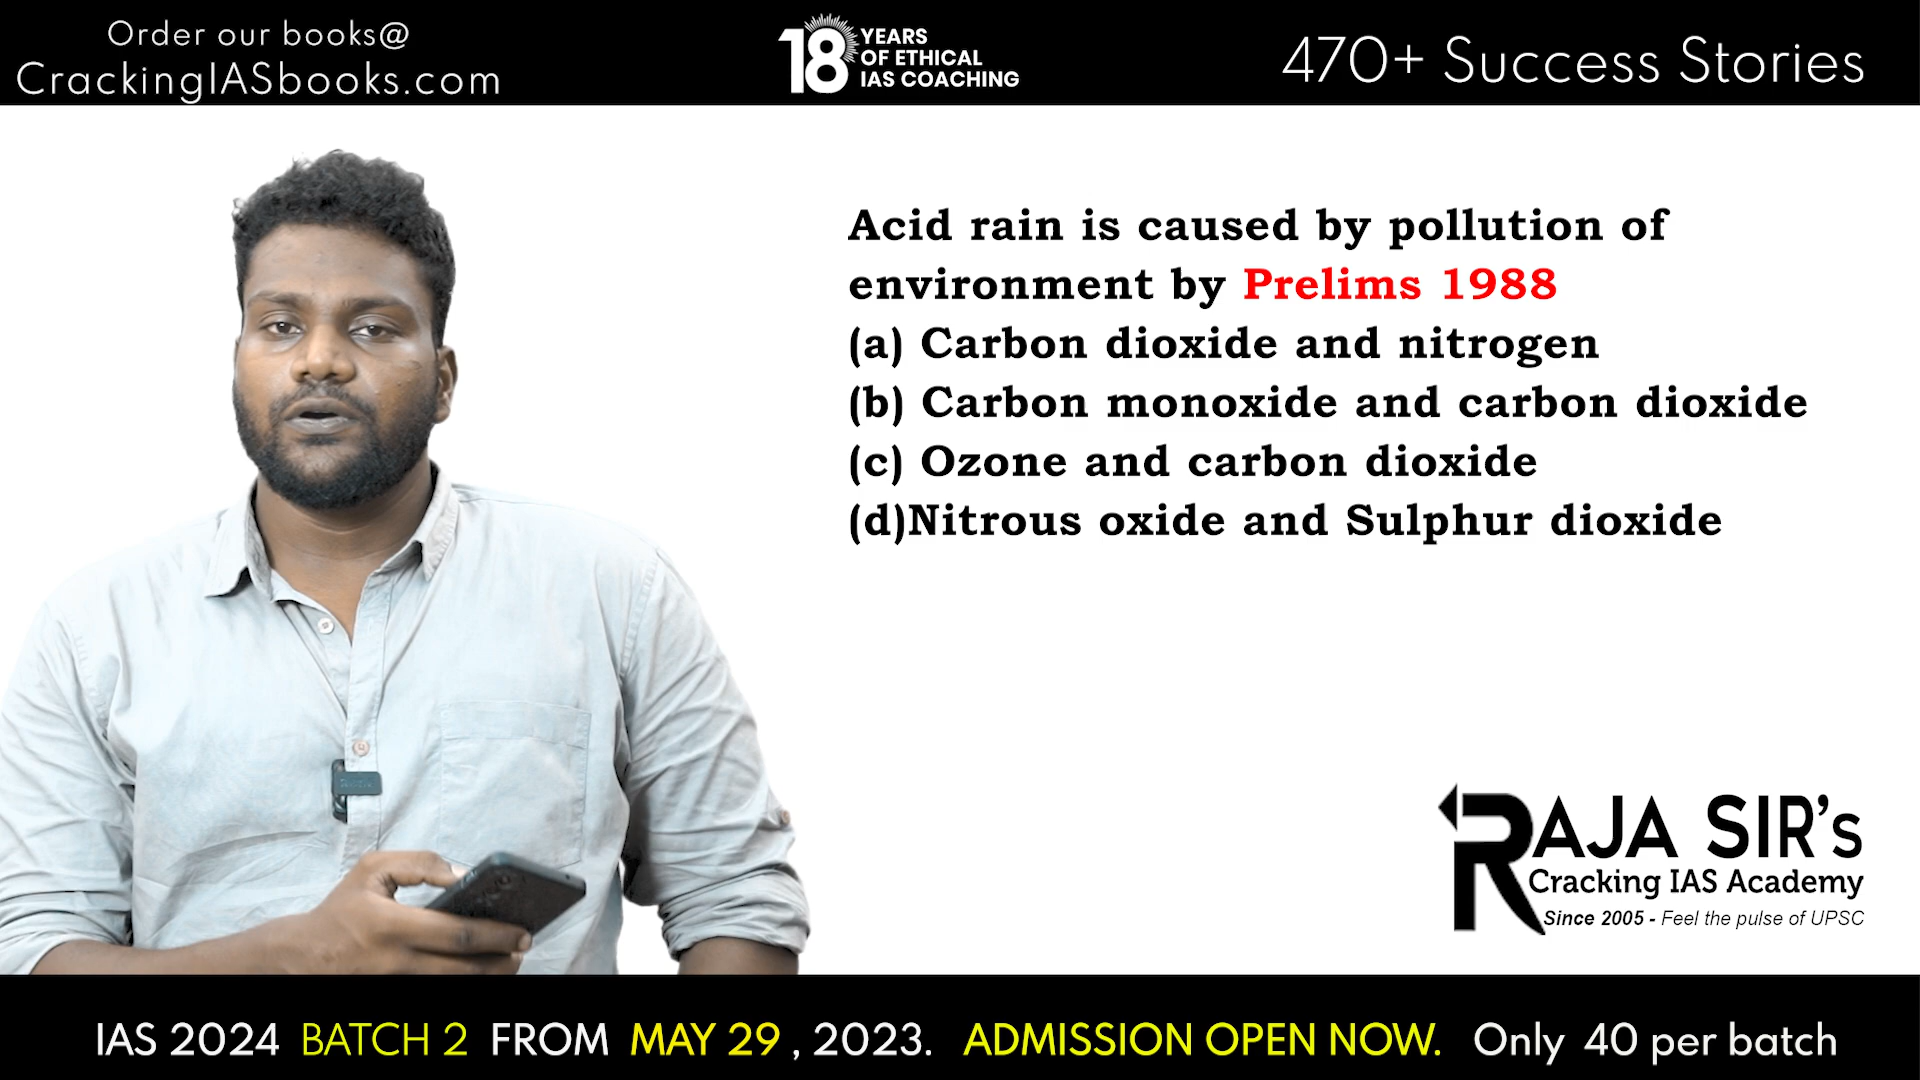 Order our books@
CrackingIASbooks.com
18 YEARS
OF ETHICAL
IAS COACHING
470+ Success Stories
Acid rain is caused by pollution of
environment by Prelims 1988
(a) Carbon dioxide and nitrogen
(b) Carbon monoxide and carbon dioxide
(c) Ozone and carbon dioxide
(d)Nitrous oxide and Sulphur dioxide
RAJA SIR's
Cracking IAS Academy
Since 2005 - Feel the pulse of UPSC
IAS 2024 BATCH 2 FROM MAY 29 , 2023. ADMISSION OPEN NOW. Only 40 per batch